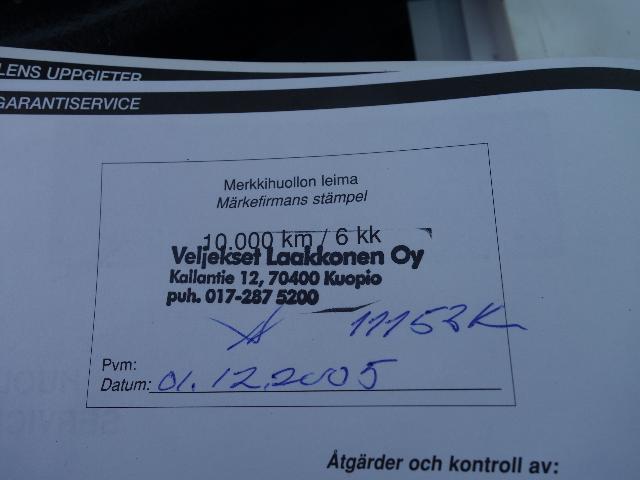 LENS UPPGIFTER
GARANTISERVICE
Merkkihuollon leima
Märkefirmans stämpel
10.000 km / 6 kk
Veljekset Laakkonen Oy
Kallantie 12, 70400 Kuopio
puh. 017-287 5200
11153K
Pvm:
Datum: 01.12.2005
Åtgärder och kontroll av: